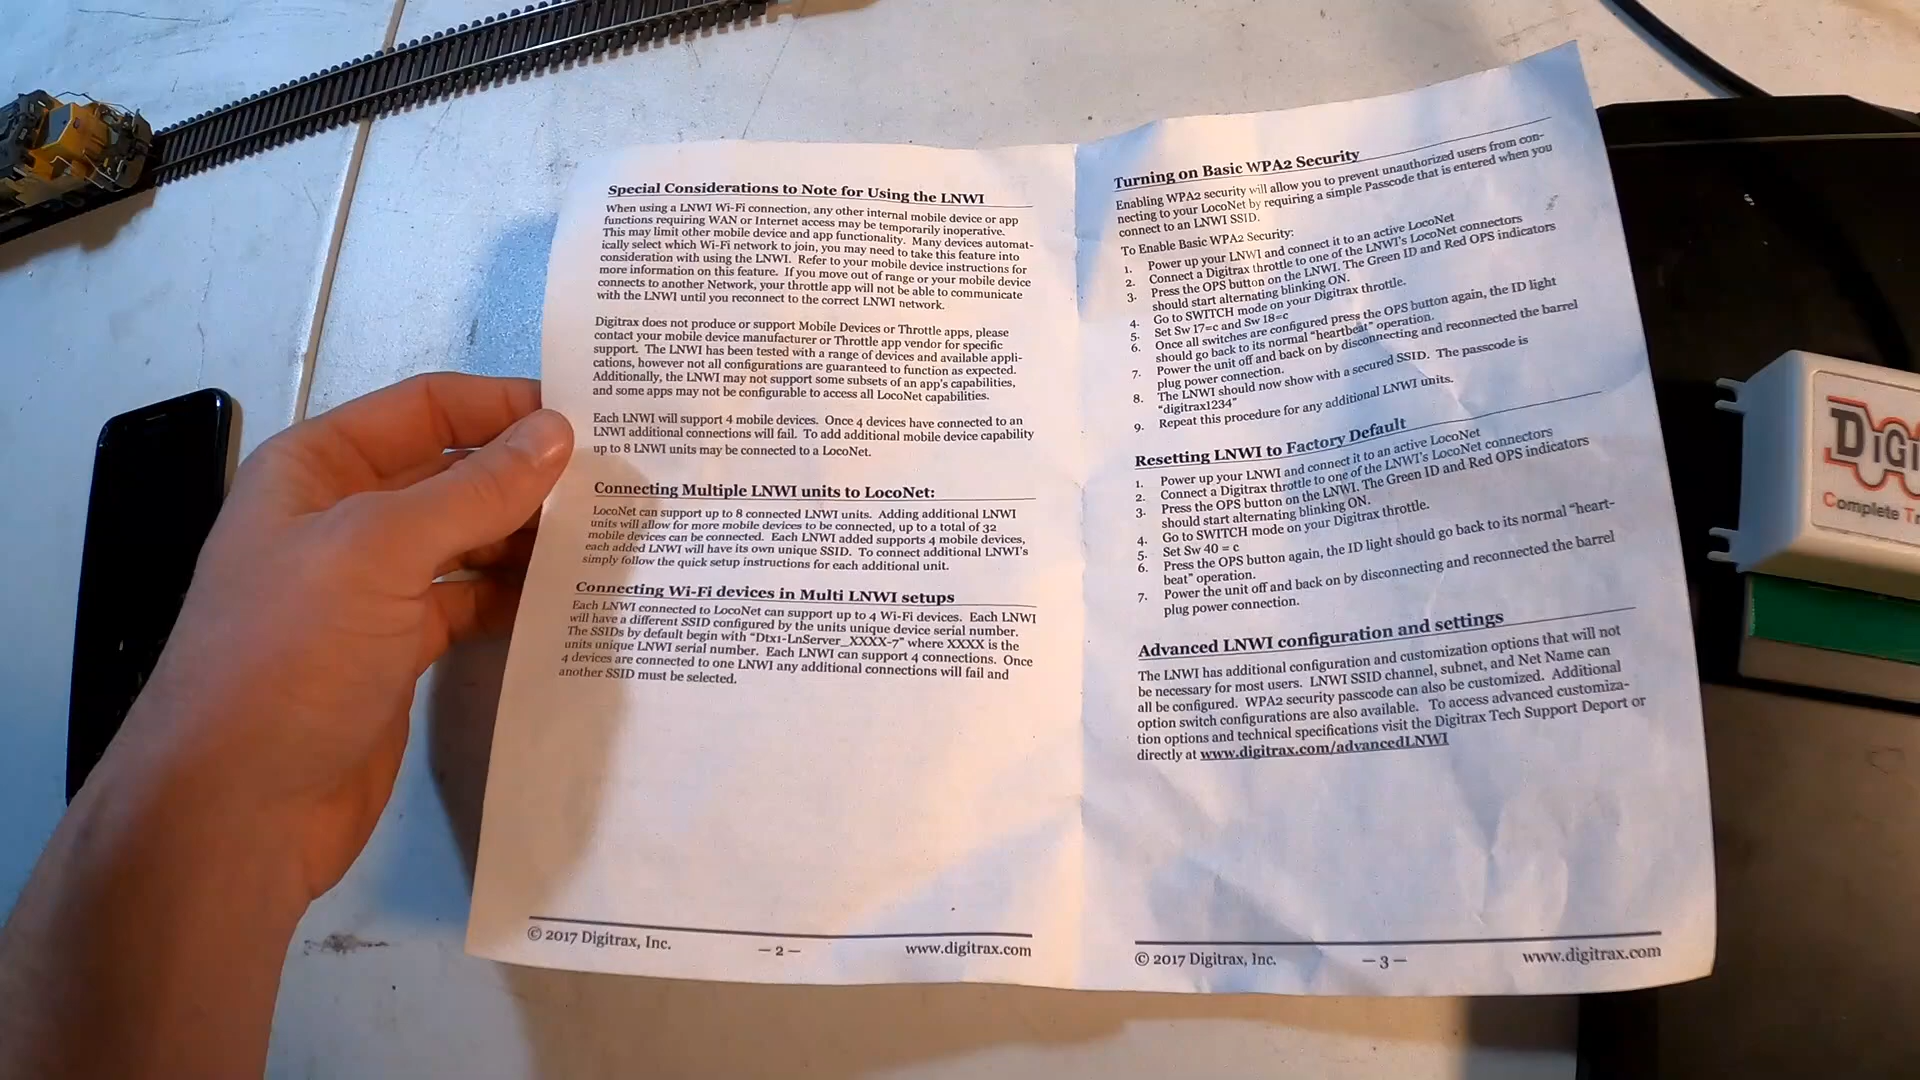 Special Considerations to Note for Using the LNWI
When using a LNWI Wi-Fi connection, any other internal mobile device or app
functions requiring WAN or Internet access may be temporarily inoperative.
This may limit other mobile device and app functionality. Many devices automat-
ically select which Wi-Fi network to join, you may need to take this feature into
consideration with using the LNWI. Refer to your mobile device instructions for
more information on this feature. If you move out of range or your mobile device
connects to another Network, your throttle app will not be able to communicate
with the LNWI until you reconnect to the correct LNWI network.
Digitrax does not produce or support Mobile Devices or Throttle apps, please
contact your mobile device manufacturer or Throttle app vendor for specific
support. The LNWI has been tested with a range of devices and available appli-
cations, however not all configurations are guaranteed to function as expected.
Additionally, the LNWI may not support some subsets of an app's capabilities,
and some apps may not be configurable to access all LocoNet capabilities.
Each LNWI will support 4 mobile devices. Once 4 devices have connected to an
LNWI additional connections will fail. To add additional mobile device capability
up to 8 LNWI units may be connected to a LocoNet.
Connecting Multiple LNWI units to LocoNet:
LocoNet can support up to 8 connected LNWI units. Adding additional LNWI
units will allow for more mobile devices to be connected, up to a total of 32
mobile devices can be connected. Each LNWI added supports 4 mobile devices,
each added LNWI will have its own unique SSID. To connect additional LNWI's
simply follow the quick setup instructions for each additional unit.
Connecting Wi-Fi devices in Multi LNWI setups
Each LNWI connected to LocoNet can support up to 4 Wi-Fi devices. Each LNWI
will have a different SSID configured by the units unique device serial number.
The SSIDs by default begin with "Dtx1-LnServer_XXXX-7" where XXXX is the
units unique LNWI serial number. Each LNWI can support 4 connections. Once
4 devices are connected to one LNWI any additional connections will fail and
another SSID must be selected.
© 2017 Digitrax, Inc. — 2 — www.digitrax.com
Turning on Basic WPA2 Security
Enabling WPA2 security will allow you to prevent unauthorized users from con-
necting to your LocoNet by requiring a simple Passcode that is entered when you
connect to an LNWI SSID.
To Enable Basic WPA2 Security:
1. Power up your LNWI and connect it to an active LocoNet
2. Connect a Digitrax throttle to one of the LNWI's LocoNet connectors
3. Press the OPS button on the LNWI. The Green ID and Red OPS indicators
should start alternating blinking ON.
4. Go to SWITCH mode on your Digitrax throttle.
5. Set Sw 17=c and Sw 18=c
6. Once all switches are configured press the OPS button again, the ID light
should go back to its normal "heartbeat" operation.
7. Power the unit off and back on by disconnecting and reconnected the barrel
plug power connection.
8. The LNWI should now show with a secured SSID. The passcode is
"digitrax1234"
9. Repeat this procedure for any additional LNWI units.
Resetting LNWI to Factory Default
1. Power up your LNWI and connect it to an active LocoNet
2. Connect a Digitrax throttle to one of the LNWI's LocoNet connectors
3. Press the OPS button on the LNWI. The Green ID and Red OPS indicators
should start alternating blinking ON.
4. Go to SWITCH mode on your Digitrax throttle.
5. Set Sw 40 = c
6. Press the OPS button again, the ID light should go back to its normal "heart-
beat" operation.
7. Power the unit off and back on by disconnecting and reconnected the barrel
plug power connection.
Advanced LNWI configuration and settings
The LNWI has additional configuration and customization options that will not
be necessary for most users. LNWI SSID channel, subnet, and Net Name can
all be configured. WPA2 security passcode can also be customized. Additional
option switch configurations are also available. To access advanced customiza-
tion options and technical specifications visit the Digitrax Tech Support Deport or
directly at www.digitrax.com/advancedLNWI
© 2017 Digitrax, Inc. — 3 — www.digitrax.com
DIGI
Complete Tr